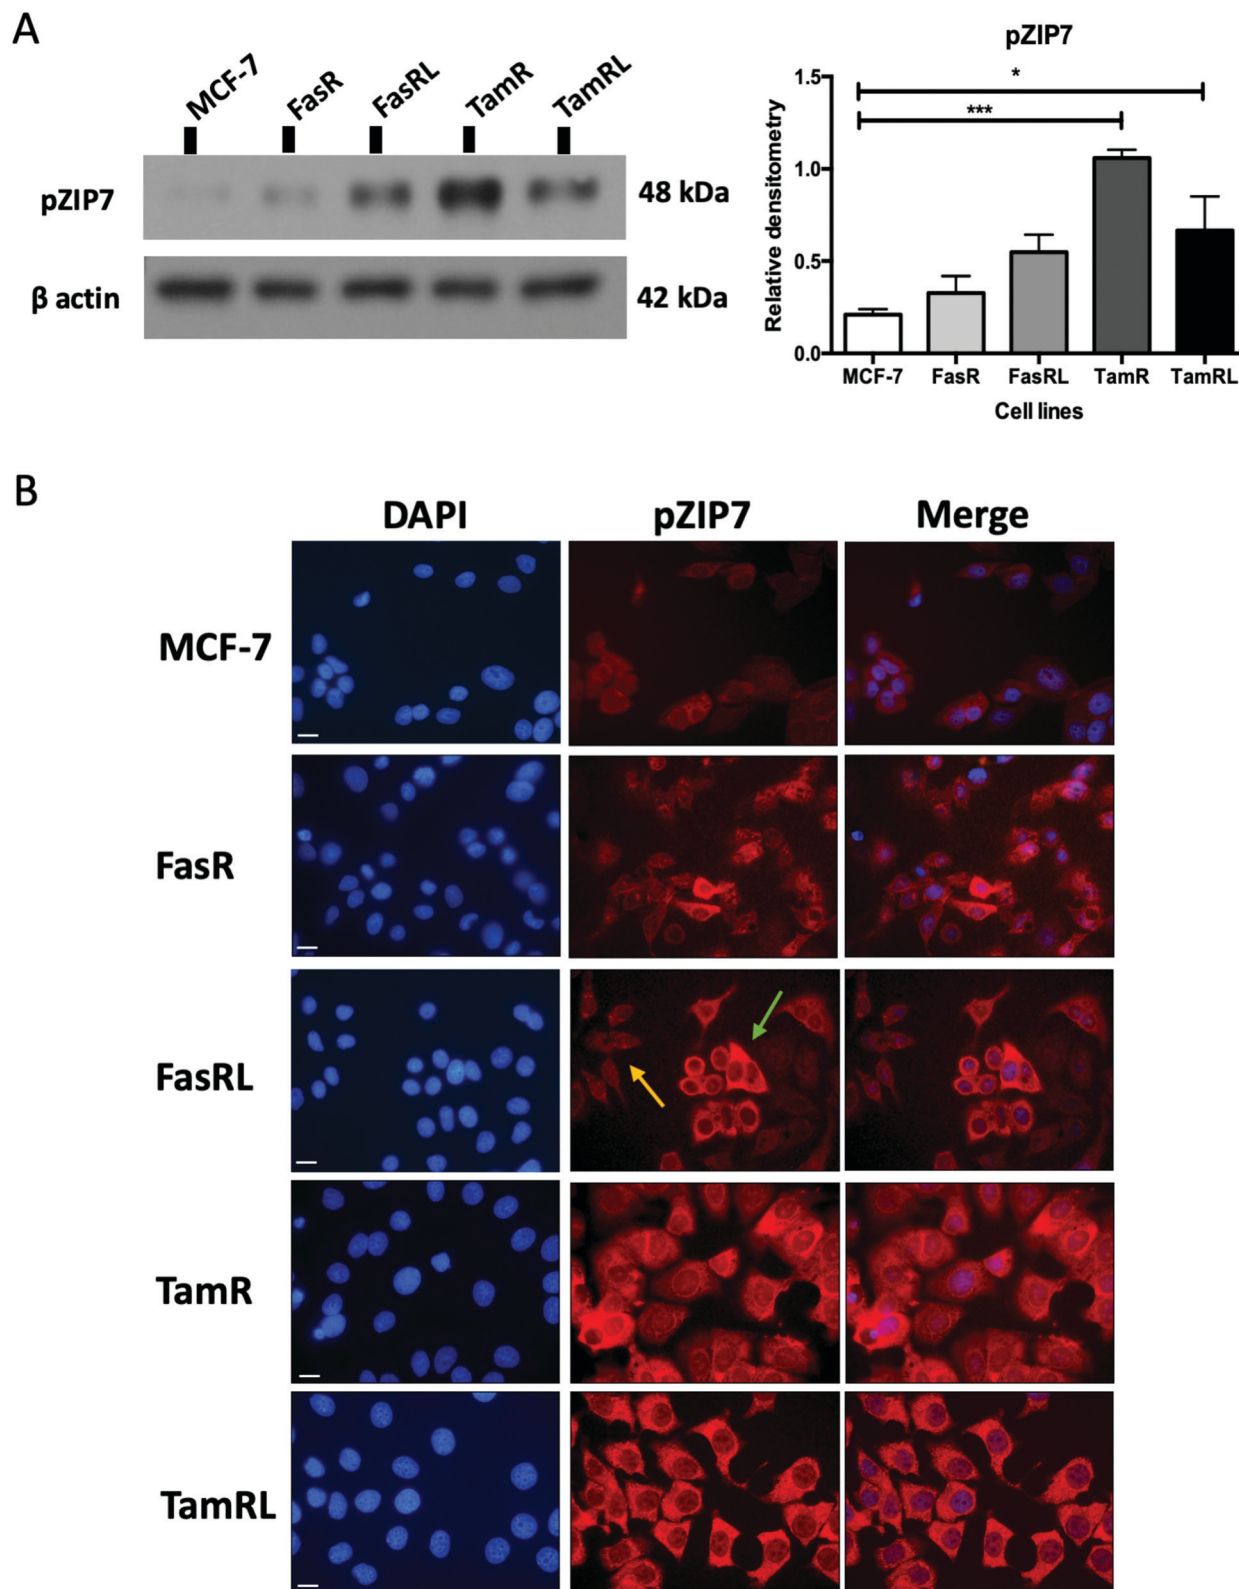 A
MCF-7
FasR
FasRL
TamR
TamRL
pZIP7
48 kDa
β actin
42 kDa
pZIP7
Relative densitometry
1.5
1.0
0.5
0.0
*
***
MCF-7 FasR FasRL TamR TamRL
Cell lines
B
DAPI pZIP7 Merge
MCF-7
FasR
FasRL
TamR
TamRL